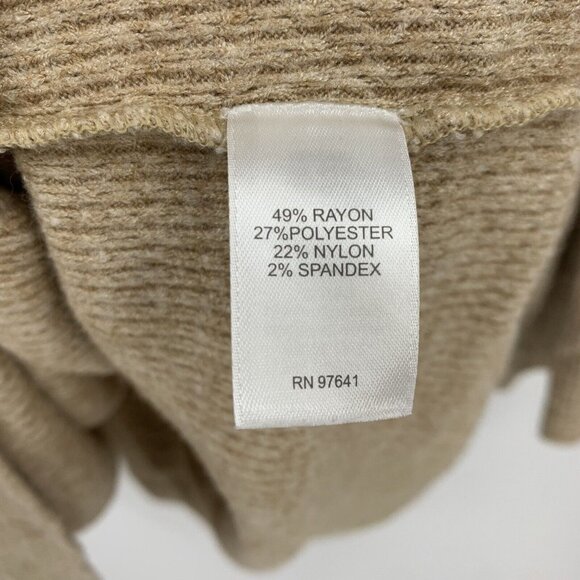 49% RAYON
27%POLYESTER
22% NYLON
2% SPANDEX
RN 97641